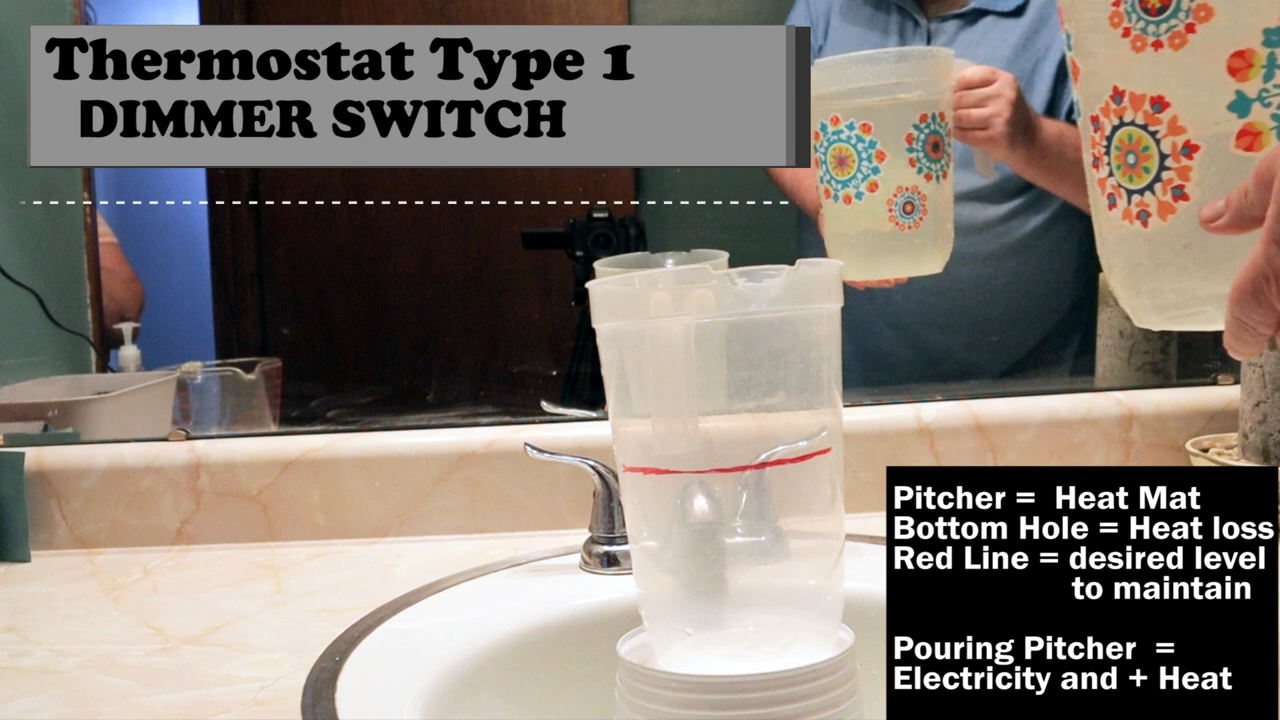 Thermostat Type 1
DIMMER SWITCH
Pitcher = Heat Mat
Bottom Hole = Heat loss
Red Line = desired level
to maintain
Pouring Pitcher =
Electricity and + Heat